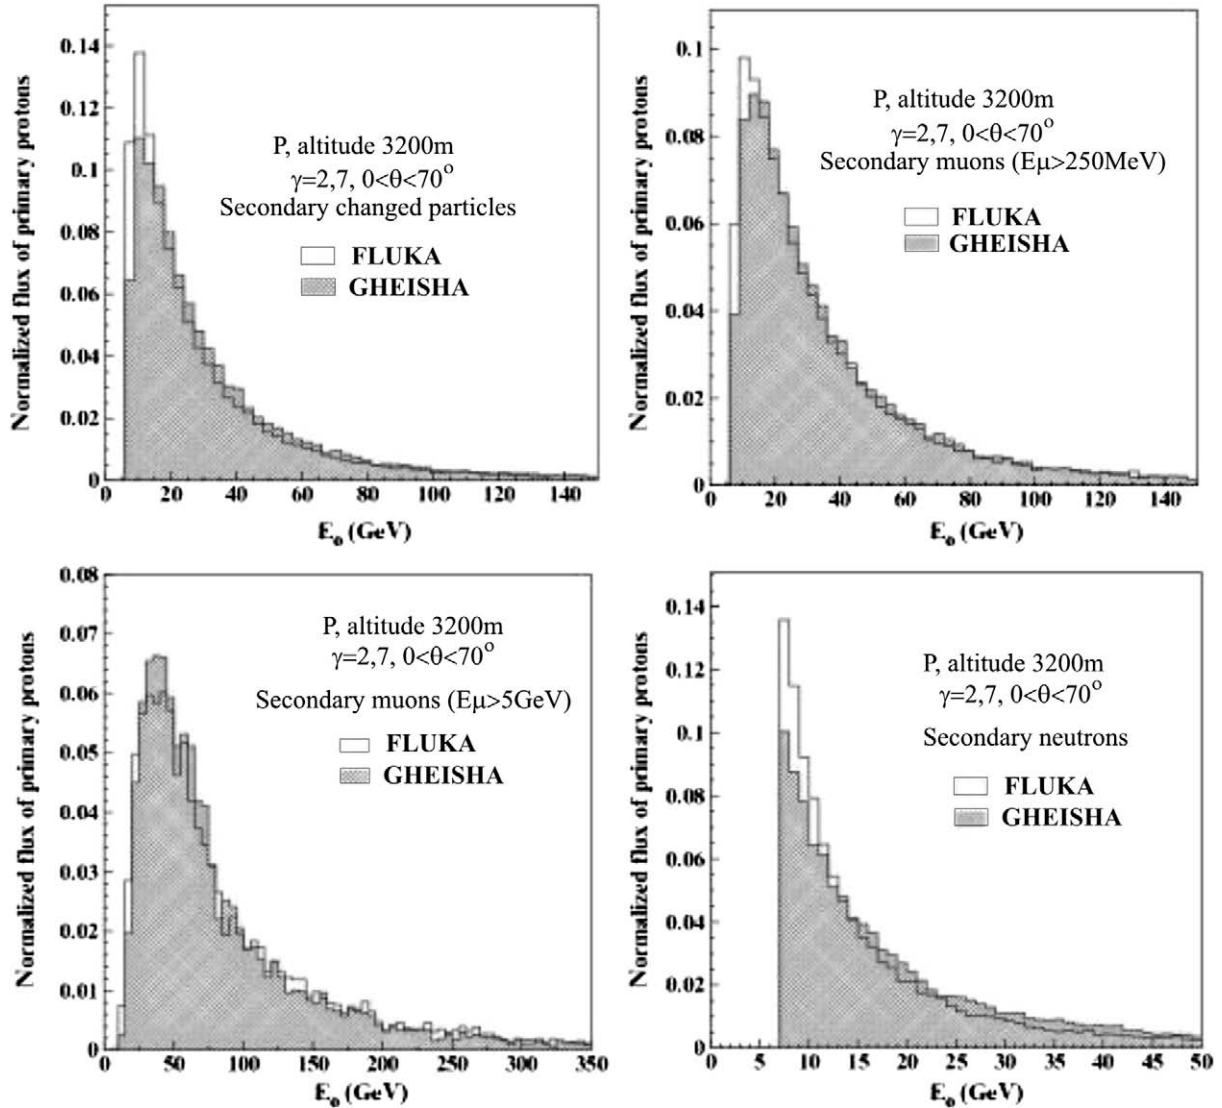 Normalized flux of primary protons
0.14
0.12
0.1
0.08
0.06
0.04
0.02
0
P, altitude 3200m
γ=2,7, 0<θ<70°
Secondary changed particles
FLUKA
GHEISHA
0 20 40 60 80 100 120 140
E₀ (GeV)
Normalized flux of primary protons
0.1
0.08
0.06
0.04
0.02
0
P, altitude 3200m
γ=2,7, 0<θ<70°
Secondary muons (Eμ>250MeV)
FLUKA
GHEISHA
0 20 40 60 80 100 120 140
E₀ (GeV)
Normalized flux of primary protons
0.08
0.07
0.06
0.05
0.04
0.03
0.02
0.01
0
P, altitude 3200m
γ=2,7, 0<θ<70°
Secondary muons (Eμ>5GeV)
FLUKA
GHEISHA
0 50 100 150 200 250 300 350
E₀ (GeV)
Normalized flux of primary protons
0.14
0.12
0.1
0.08
0.06
0.04
0.02
0
P, altitude 3200m
γ=2,7, 0<θ<70°
Secondary neutrons
FLUKA
GHEISHA
0 5 10 15 20 25 30 35 40 45 50
E₀ (GeV)